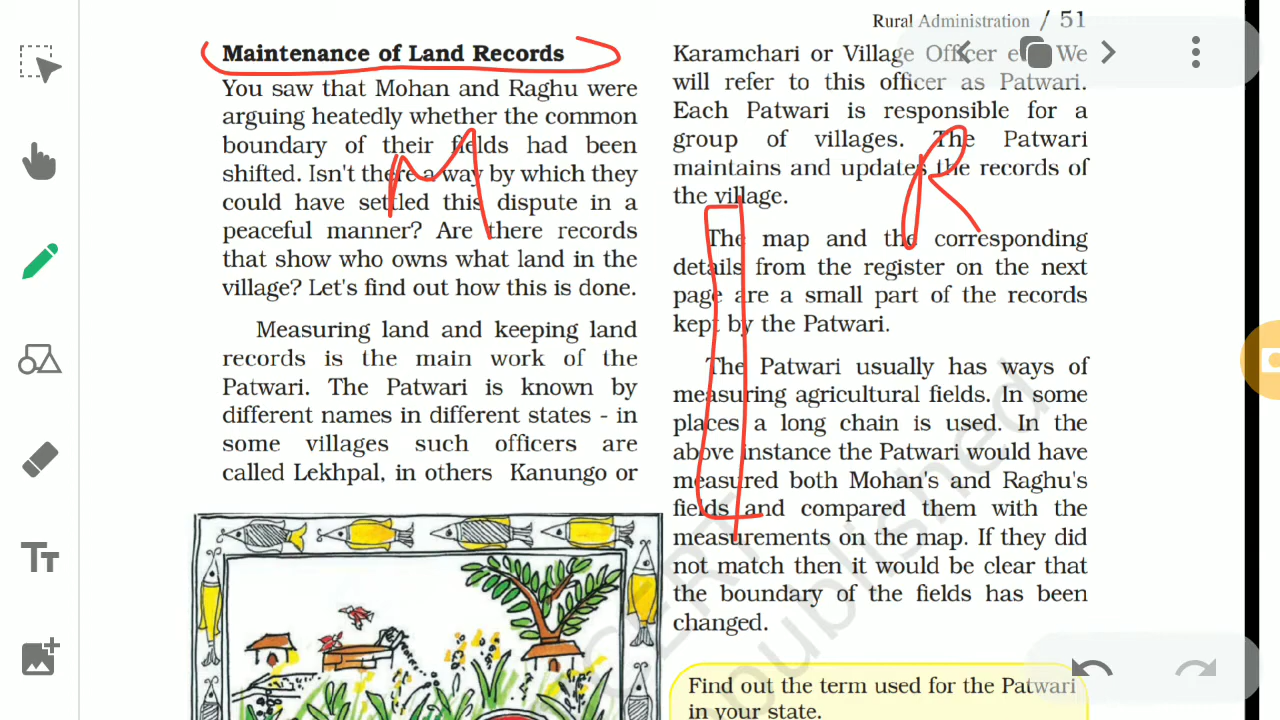 Rural Administration / 51
Maintenance of Land Records
You saw that Mohan and Raghu were
arguing heatedly whether the common
boundary of their fields had been
shifted. Isn't there a way by which they
could have settled this dispute in a
peaceful manner? Are there records
that show who owns what land in the
village? Let's find out how this is done.
Measuring land and keeping land
records is the main work of the
Patwari. The Patwari is known by
different names in different states - in
some villages such officers are
called Lekhpal, in others Kanungo or
M
Karamchari or Village Officer We
will refer to this officer as Patwari.
Each Patwari is responsible for a
group of villages. The Patwari
maintains and updates the records of
the village.
R
The map and the corresponding
details from the register on the next
page are a small part of the records
kept by the Patwari.
The Patwari usually has ways of
measuring agricultural fields. In some
places a long chain is used. In the
above instance the Patwari would have
measured both Mohan's and Raghu's
fields and compared them with the
measurements on the map. If they did
not match then it would be clear that
the boundary of the fields has been
changed.
Find out the term used for the Patwari
in your state.
published
TT